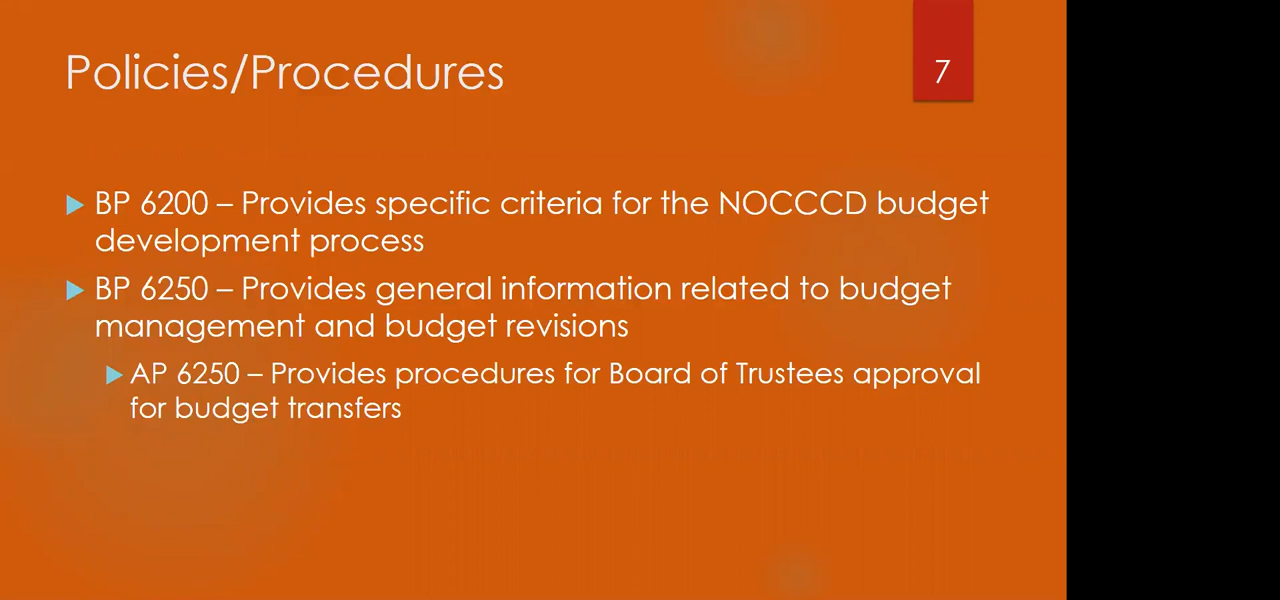 Policies/Procedures
7
BP 6200 – Provides specific criteria for the NOCCCD budget
development process
BP 6250 – Provides general information related to budget
management and budget revisions
AP 6250 – Provides procedures for Board of Trustees approval
for budget transfers